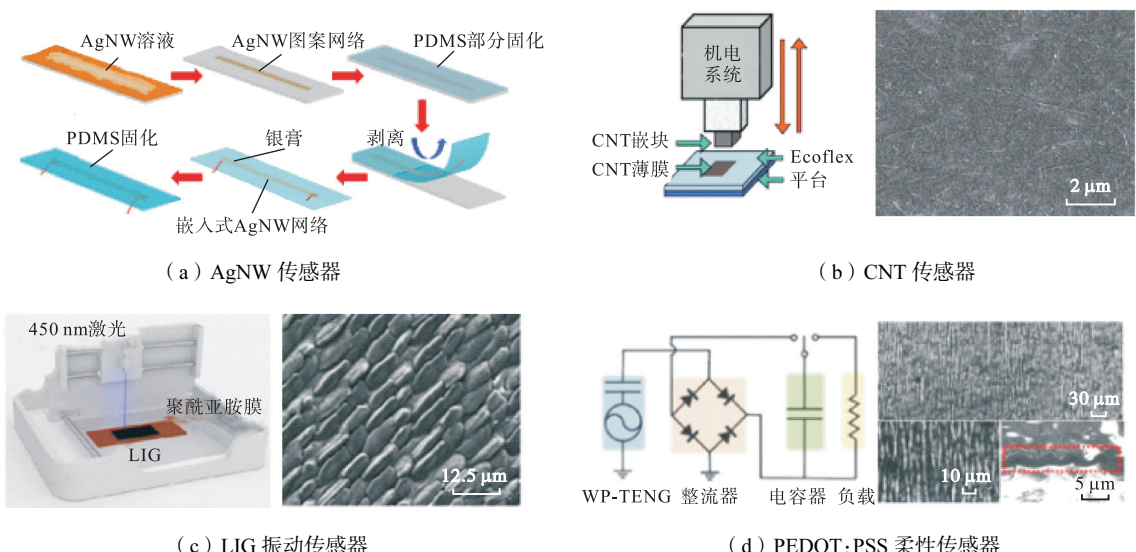 AgNW溶液
AgNW图案网络
PDMS部分固化
PDMS固化
银膏
剥离
嵌入式AgNW网络
（a）AgNW 传感器
机电
系统
CNT嵌块
CNT薄膜
Ecoflex
平台
2 μm
（b）CNT 传感器
450 nm激光
聚酰亚胺膜
LIG
12.5 μm
（c）LIG 振动传感器
WP-TENG
整流器
电容器
负载
30 μm
10 μm
5 μm
（d）PEDOT·PSS 柔性传感器